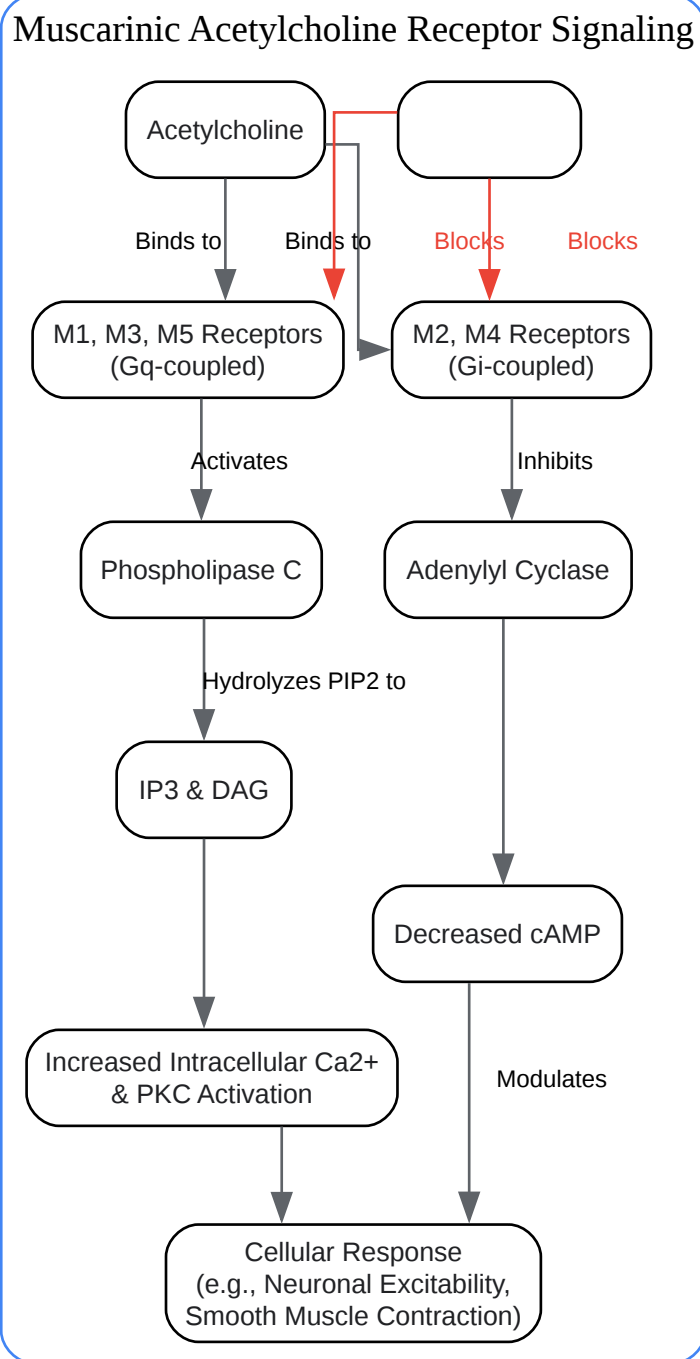 Muscarinic Acetylcholine Receptor Signaling
Acetylcholine
Binds to
Binds to
Blocks
Blocks
M1, M3, M5 Receptors
(Gq-coupled)
M2, M4 Receptors
(Gi-coupled)
Activates
Inhibits
Phospholipase C
Adenylyl Cyclase
Hydrolyzes PIP2 to
IP3 & DAG
Decreased cAMP
Increased Intracellular Ca2+
& PKC Activation
Modulates
Cellular Response
(e.g., Neuronal Excitability,
Smooth Muscle Contraction)